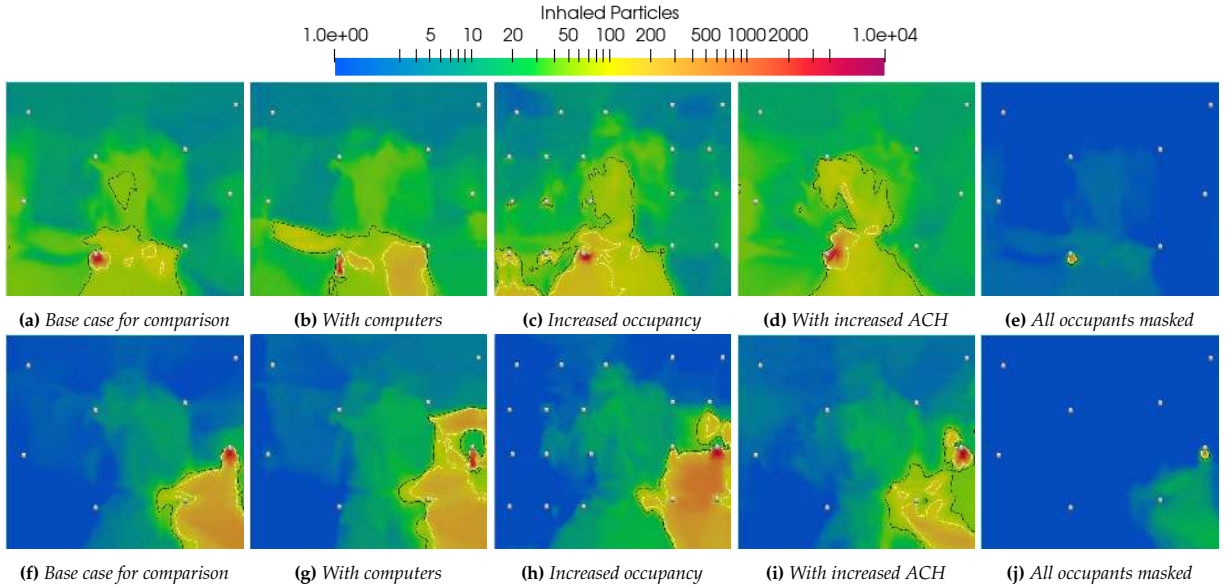 Inhaled Particles
1.0e+00 5 10 20 50 100 200 500 1000 2000 1.0e+04
(a) Base case for comparison (b) With computers (c) Increased occupancy (d) With increased ACH (e) All occupants masked
(f) Base case for comparison (g) With computers (h) Increased occupancy (i) With increased ACH (j) All occupants masked